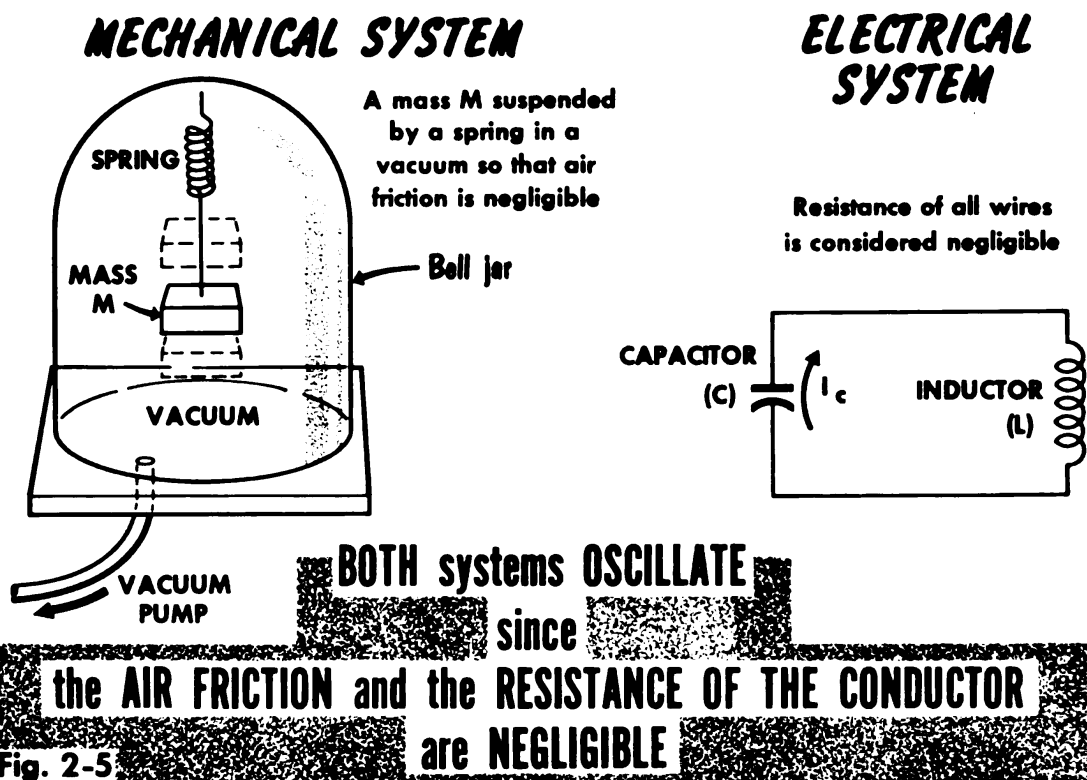 MECHANICAL SYSTEM
A mass M suspended
by a spring in a
vacuum so that air
friction is negligible
SPRING
MASS
M
Bell jar
VACUUM
VACUUM
PUMP
ELECTRICAL
SYSTEM
Resistance of all wires
is considered negligible
CAPACITOR
(C)
I c
INDUCTOR
(L)
BOTH systems OSCILLATE
since
the AIR FRICTION and the RESISTANCE OF THE CONDUCTOR
are NEGLIGIBLE
Fig. 2-5